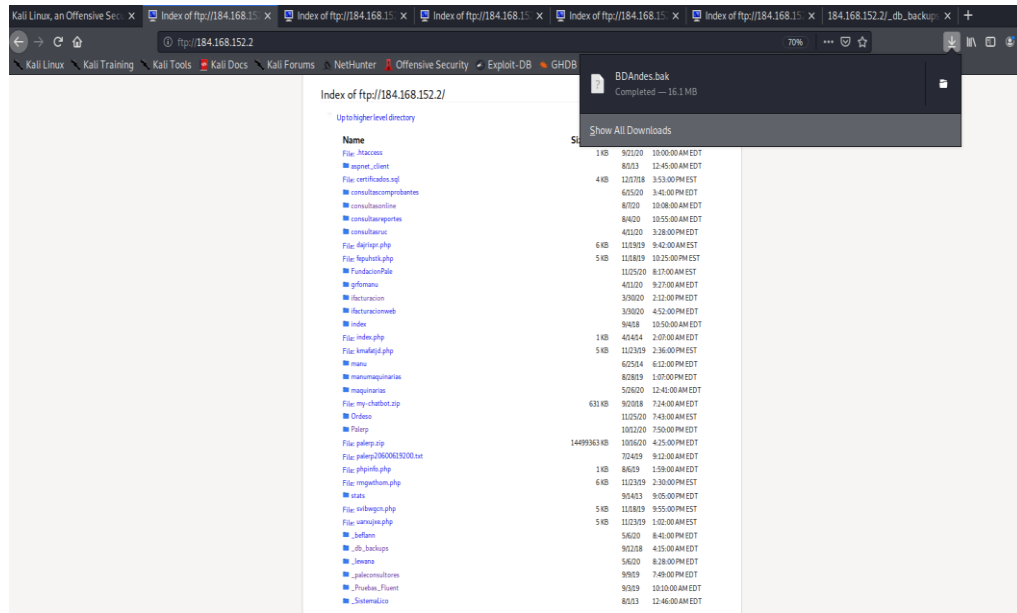 Kali Linux, an Offensive Secu × Index of ftp://184.168.15 × Index of ftp://184.168.15 × Index of ftp://184.168.15 × Index of ftp://184.168.15 × Index of ftp://184.168.15 × 184.168.152.2/_db_backups × +
ftp://184.168.152.2 70%
Kali Linux Kali Training Kali Tools Kali Docs Kali Forums NetHunter Offensive Security Exploit-DB GHDB
BDAndes.bak
Completed — 16.1 MB
Show All Downloads
Index of ftp://184.168.152.2/
Up to higher level directory
Name
File: .htaccess 1 KB 9/21/20 10:00:00 AM EDT
aspnet_client 8/1/13 12:45:00 AM EDT
File: certificados.sql 4 KB 12/17/18 3:53:00 PM EST
consultascomprobantes 6/15/20 3:41:00 PM EDT
consultasonline 8/7/20 10:08:00 AM EDT
consultasreportes 8/4/20 10:55:00 AM EDT
consultasruc 4/11/20 3:28:00 PM EDT
File: dajrispr.php 6 KB 11/19/19 9:42:00 AM EST
File: fepuhstk.php 5 KB 11/18/19 10:25:00 PM EST
FundacionPale 11/25/20 8:17:00 AM EST
grfomanu 4/11/20 9:27:00 AM EDT
ifacturacion 3/30/20 2:12:00 PM EDT
ifacturacionweb 3/30/20 4:52:00 PM EDT
index 9/4/18 10:50:00 AM EDT
File: index.php 1 KB 4/14/14 2:07:00 AM EDT
File: kmafatjd.php 5 KB 11/23/19 2:36:00 PM EST
manu 6/25/14 6:12:00 PM EDT
manumaquinarias 8/28/19 1:07:00 PM EDT
maquinarias 5/26/20 12:41:00 AM EDT
File: my-chatbot.zip 631 KB 9/20/18 7:24:00 AM EDT
Ordeso 11/25/20 7:43:00 AM EST
Palerp 10/12/20 7:50:00 PM EDT
File: palerp.zip 14499363 KB 10/16/20 4:25:00 PM EDT
File: palerp20600619200.txt 7/24/19 9:12:00 AM EDT
File: phpinfo.php 1 KB 8/6/19 1:59:00 AM EDT
File: rmgwthom.php 6 KB 11/23/19 2:30:00 PM EST
stats 9/14/13 9:05:00 PM EDT
File: svibwgcn.php 5 KB 11/18/19 9:55:00 PM EST
File: uarxujxe.php 5 KB 11/23/19 1:02:00 AM EST
_beflann 5/6/20 8:41:00 PM EDT
_db_backups 9/12/18 4:15:00 AM EDT
_lewano 5/6/20 8:28:00 PM EDT
_paleconsultores 9/9/19 7:49:00 PM EDT
_Pruebas_Fluent 9/3/19 10:10:00 AM EDT
_SistemaLico 8/1/13 12:46:00 AM EDT